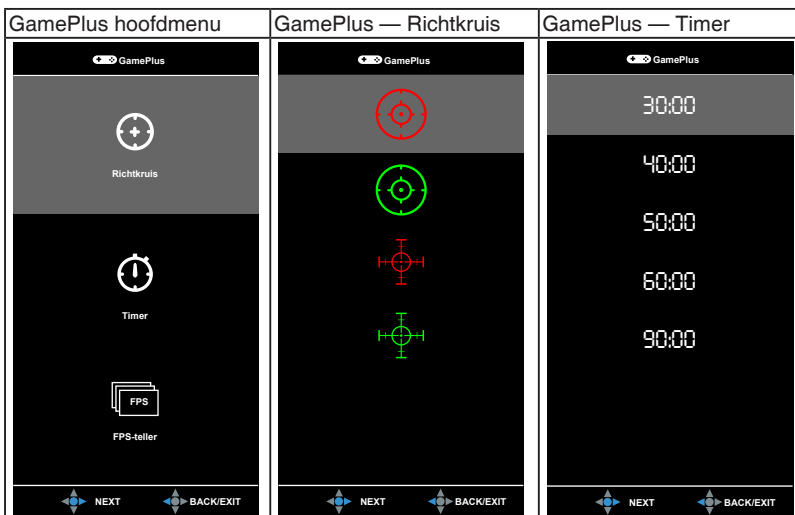 GamePlus hoofdmenu
GamePlus
Richtkruis
Timer
FPS
FPS-teller
NEXT BACK/EXIT
GamePlus — Richtkruis
GamePlus
NEXT BACK/EXIT
GamePlus — Timer
GamePlus
30:00
40:00
50:00
60:00
90:00
NEXT BACK/EXIT